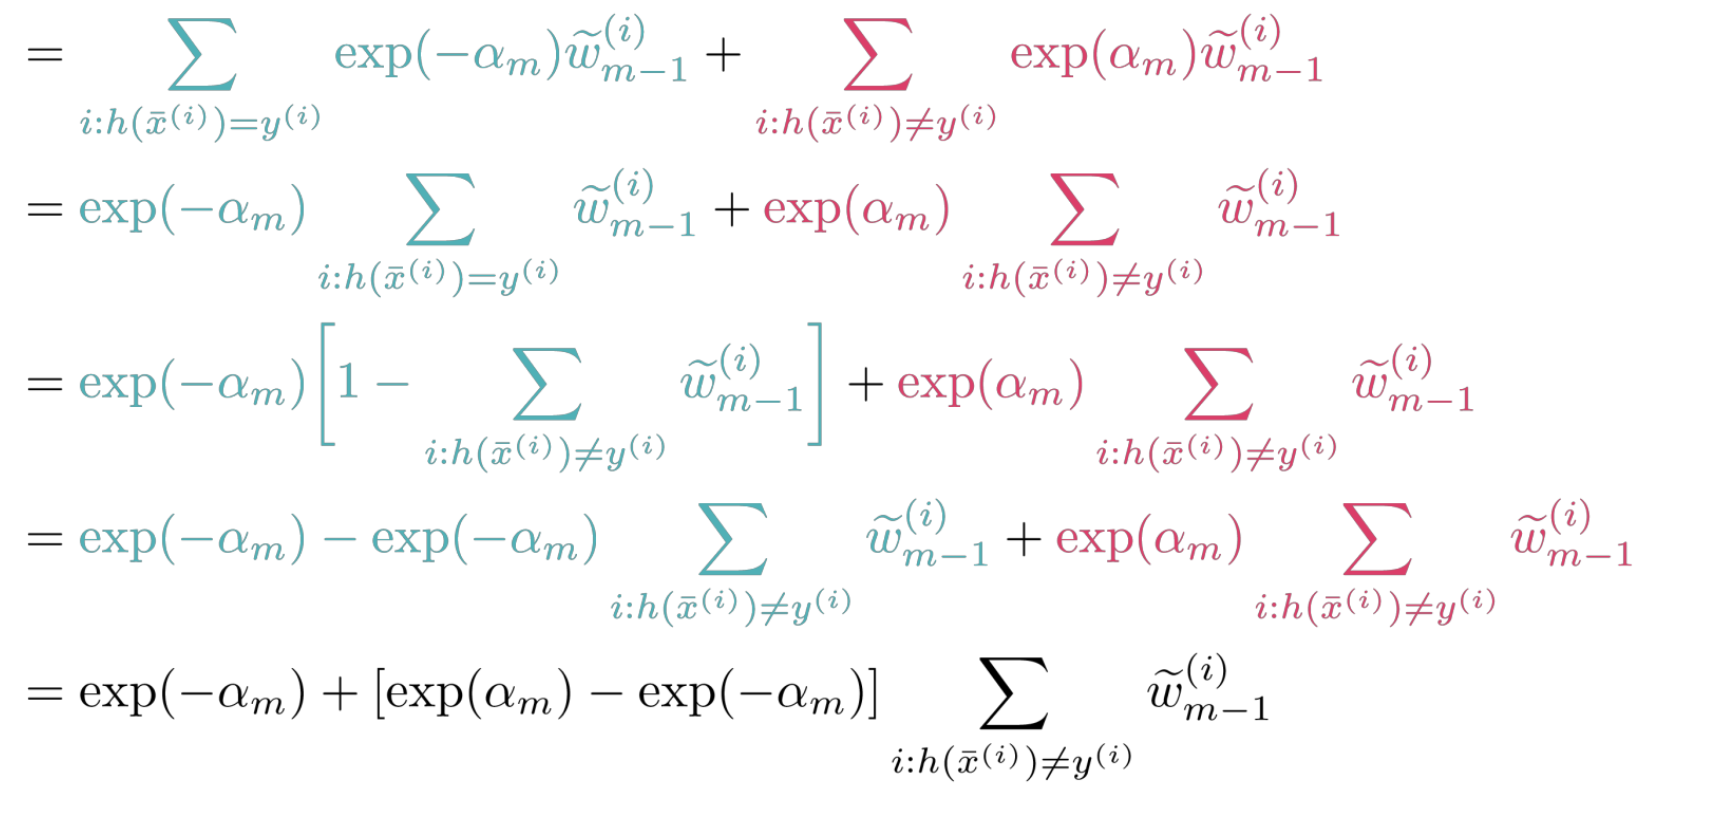 = ∑_{i:h(x̄^{(i)})=y^{(i)}} exp(−α_m)w̃_{m−1}^{(i)} + ∑_{i:h(x̄^{(i)})≠y^{(i)}} exp(α_m)w̃_{m−1}^{(i)}
= exp(−α_m) ∑_{i:h(x̄^{(i)})=y^{(i)}} w̃_{m−1}^{(i)} + exp(α_m) ∑_{i:h(x̄^{(i)})≠y^{(i)}} w̃_{m−1}^{(i)}
= exp(−α_m)[1 − ∑_{i:h(x̄^{(i)})≠y^{(i)}} w̃_{m−1}^{(i)}] + exp(α_m) ∑_{i:h(x̄^{(i)})≠y^{(i)}} w̃_{m−1}^{(i)}
= exp(−α_m) − exp(−α_m) ∑_{i:h(x̄^{(i)})≠y^{(i)}} w̃_{m−1}^{(i)} + exp(α_m) ∑_{i:h(x̄^{(i)})≠y^{(i)}} w̃_{m−1}^{(i)}
= exp(−α_m) + [exp(α_m) − exp(−α_m)] ∑_{i:h(x̄^{(i)})≠y^{(i)}} w̃_{m−1}^{(i)}